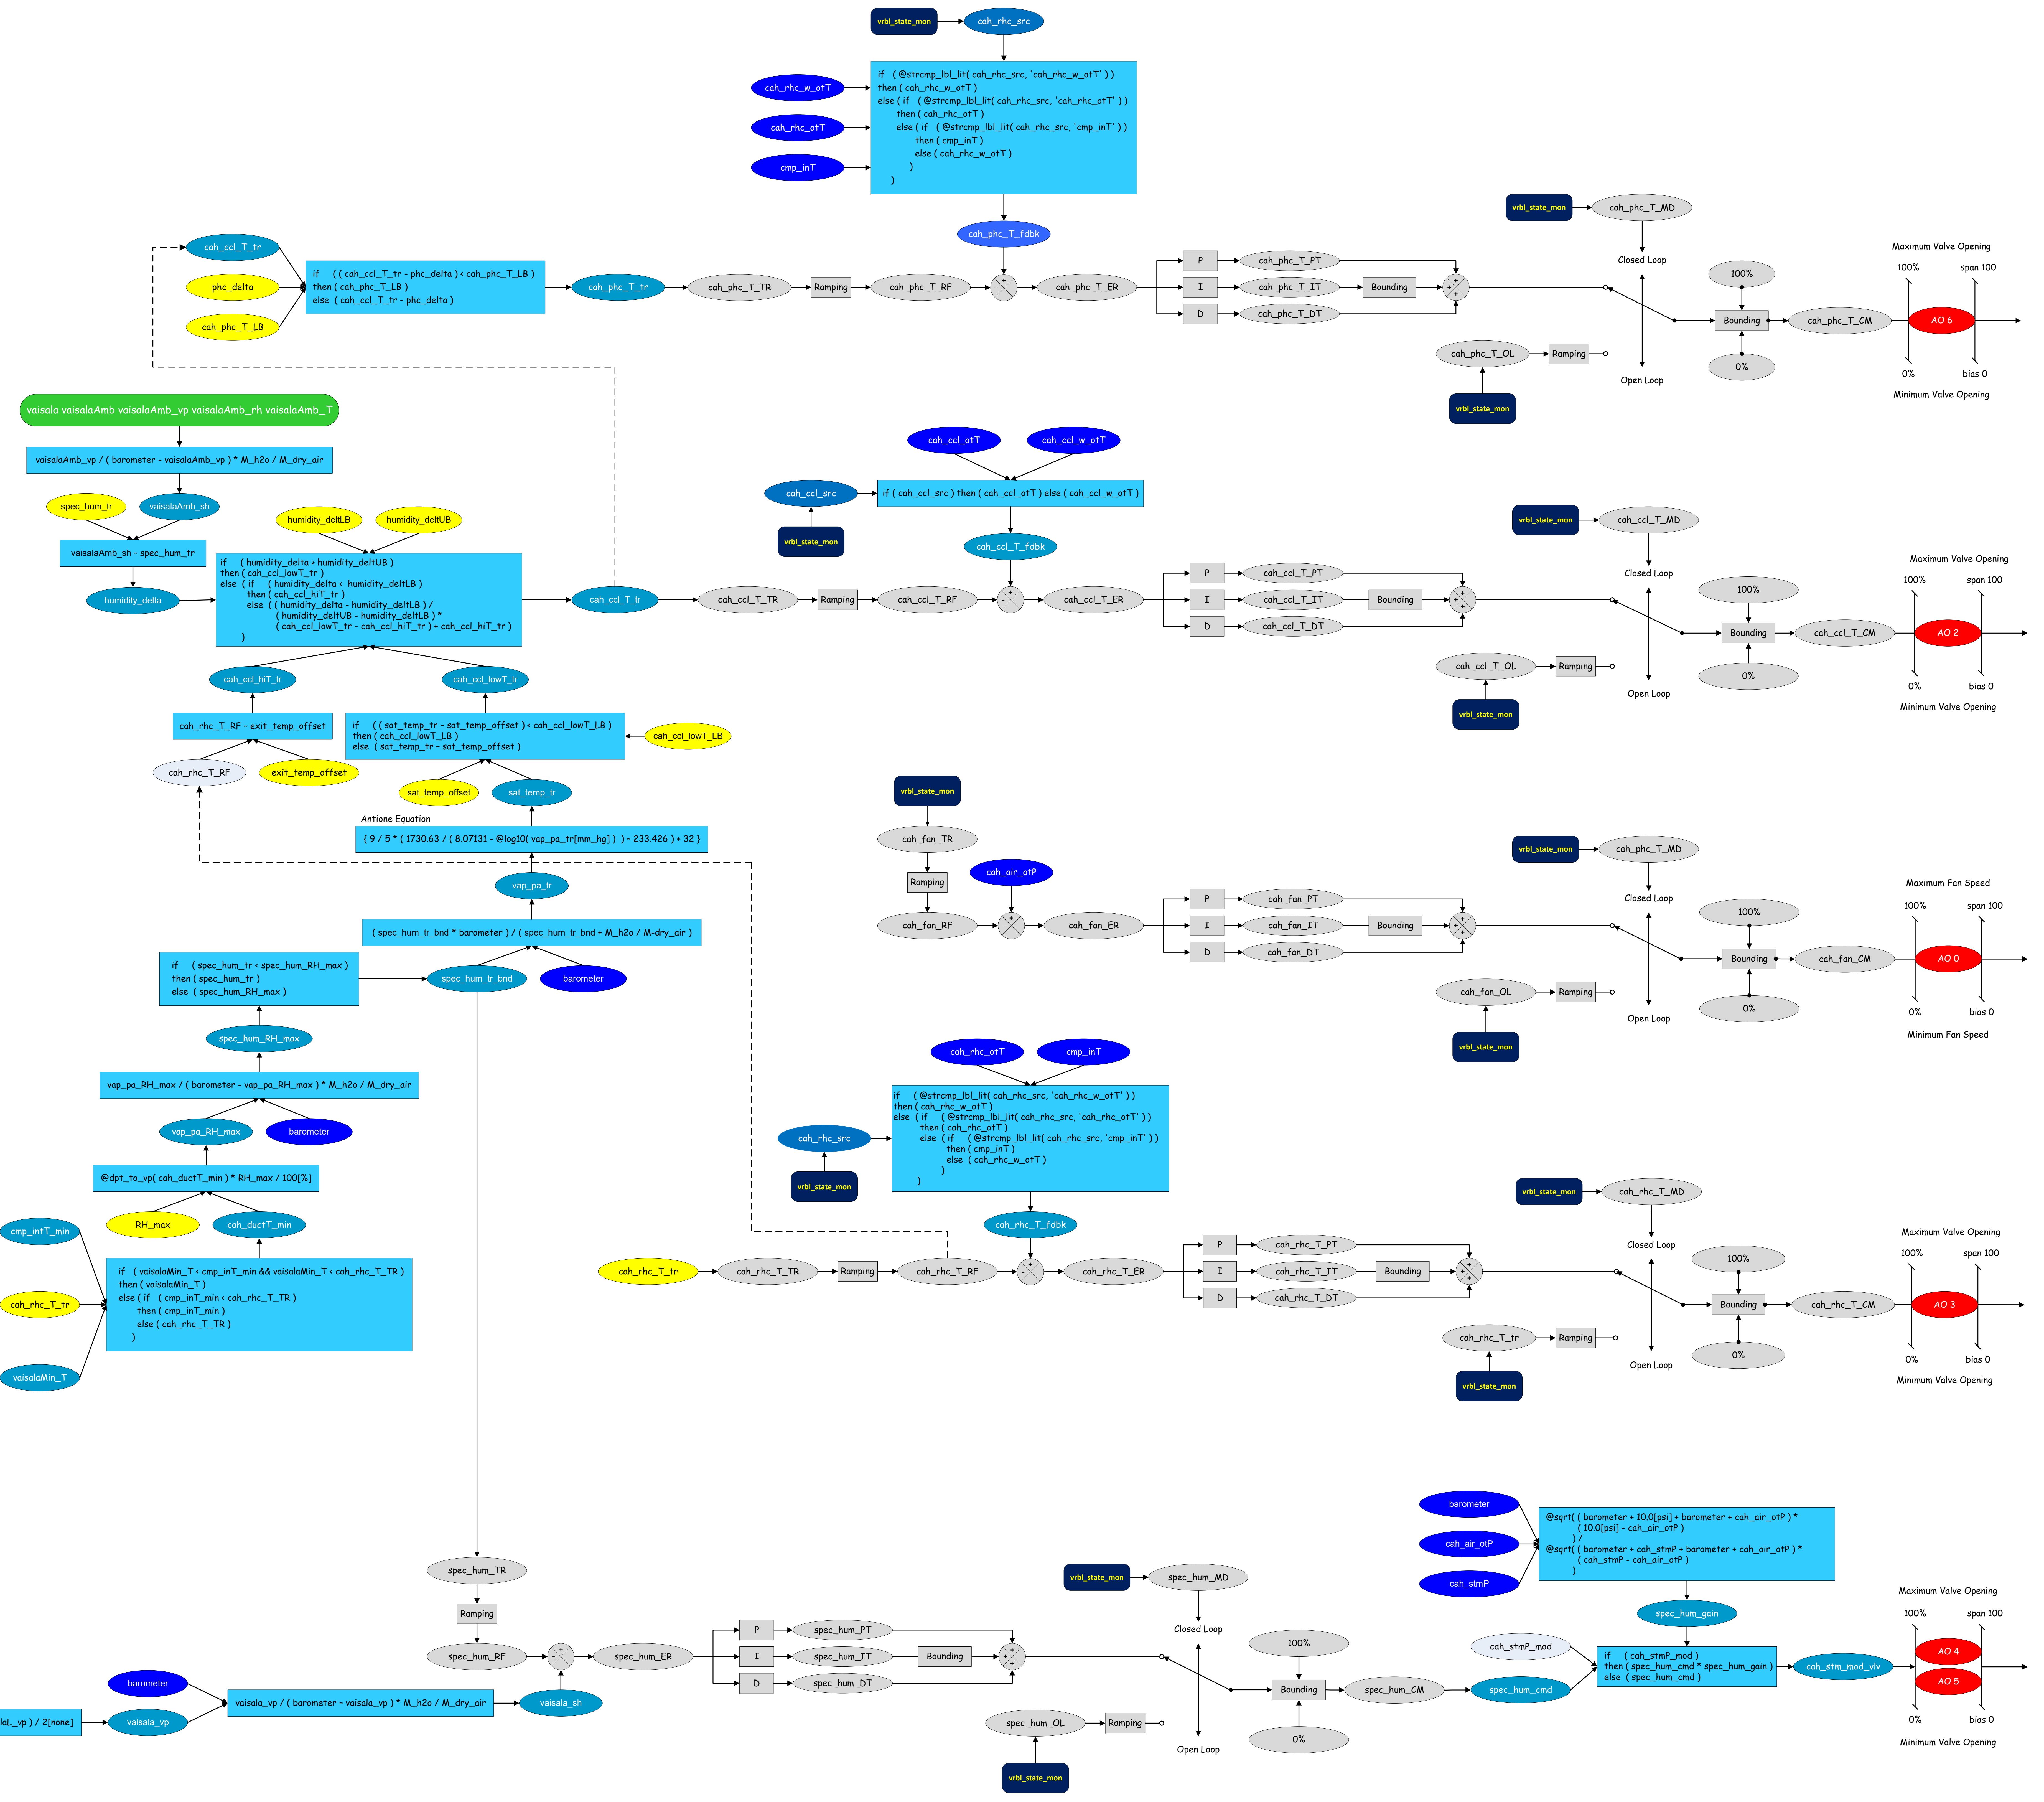 vrbl_state_mon
cah_rhc_src
cah_rhc_w_otT
cah_rhc_otT
cmp_inT
if ( @strcmp_lbl_lit( cah_rhc_src, 'cah_rhc_w_otT' ) )
then ( cah_rhc_w_otT )
else ( if ( @strcmp_lbl_lit( cah_rhc_src, 'cah_rhc_otT' ) )
then ( cah_rhc_otT )
else ( if ( @strcmp_lbl_lit( cah_rhc_src, 'cmp_inT' ) )
then ( cmp_inT )
else ( cah_rhc_w_otT )
)
)
cah_phc_T_fdbk
cah_ccl_T_tr
phc_delta
cah_phc_T_LB
if ( ( cah_ccl_T_tr - phc_delta ) < cah_phc_T_LB )
then ( cah_phc_T_LB )
else ( cah_ccl_T_tr - phc_delta )
cah_phc_T_tr
cah_phc_T_TR
Ramping
cah_phc_T_RF
+
-
cah_phc_T_ER
P
I
D
cah_phc_T_PT
cah_phc_T_IT
cah_phc_T_DT
Bounding
+
+
+
vrbl_state_mon
cah_phc_T_MD
Closed Loop
Open Loop
cah_phc_T_OL
Ramping
vrbl_state_mon
100%
Bounding
0%
cah_phc_T_CM
Maximum Valve Opening
100%
span 100
AO 6
0%
bias 0
Minimum Valve Opening
vaisala vaisalaAmb vaisalaAmb_vp vaisalaAmb_rh vaisalaAmb_T
vaisalaAmb_vp / ( barometer - vaisalaAmb_vp ) * M_h2o / M_dry_air
spec_hum_tr
vaisalaAmb_sh
vaisalaAmb_sh – spec_hum_tr
humidity_delta
humidity_deltLB
humidity_deltUB
if ( humidity_delta > humidity_deltUB )
then ( cah_ccl_lowT_tr )
else ( if ( humidity_delta < humidity_deltLB )
then ( cah_ccl_hiT_tr )
else ( ( humidity_delta - humidity_deltLB ) /
( humidity_deltUB - humidity_deltLB ) *
( cah_ccl_lowT_tr - cah_ccl_hiT_tr ) + cah_ccl_hiT_tr )
)
cah_ccl_T_tr
cah_ccl_otT
cah_ccl_w_otT
cah_ccl_src
vrbl_state_mon
if ( cah_ccl_src ) then ( cah_ccl_otT ) else ( cah_ccl_w_otT )
cah_ccl_T_fdbk
cah_ccl_T_TR
Ramping
cah_ccl_T_RF
+
-
cah_ccl_T_ER
P
I
D
cah_ccl_T_PT
cah_ccl_T_IT
cah_ccl_T_DT
Bounding
+
+
+
vrbl_state_mon
cah_ccl_T_MD
Closed Loop
Open Loop
cah_ccl_T_OL
Ramping
vrbl_state_mon
100%
Bounding
0%
cah_ccl_T_CM
Maximum Valve Opening
100%
span 100
AO 2
0%
bias 0
Minimum Valve Opening
cah_ccl_hiT_tr
cah_ccl_lowT_tr
cah_rhc_T_RF – exit_temp_offset
cah_rhc_T_RF
exit_temp_offset
if ( ( sat_temp_tr – sat_temp_offset ) < cah_ccl_lowT_LB )
then ( cah_ccl_lowT_LB )
else ( sat_temp_tr – sat_temp_offset )
cah_ccl_lowT_LB
sat_temp_offset
sat_temp_tr
Antione Equation
{ 9 / 5 * ( 1730.63 / ( 8.07131 - @log10( vap_pa_tr[mm_hg] ) ) – 233.426 ) + 32 }
vap_pa_tr
( spec_hum_tr_bnd * barometer ) / ( spec_hum_tr_bnd + M_h2o / M-dry_air )
spec_hum_tr_bnd
barometer
if ( spec_hum_tr < spec_hum_RH_max )
then ( spec_hum_tr )
else ( spec_hum_RH_max )
spec_hum_RH_max
vap_pa_RH_max / ( barometer - vap_pa_RH_max ) * M_h2o / M_dry_air
vap_pa_RH_max
barometer
@dpt_to_vp( cah_ductT_min ) * RH_max / 100[%]
RH_max
cah_ductT_min
cmp_intT_min
cah_rhc_T_tr
vaisalaMin_T
if ( vaisalaMin_T < cmp_inT_min && vaisalaMin_T < cah_rhc_T_TR )
then ( vaisalaMin_T )
else ( if ( cmp_inT_min < cah_rhc_T_TR )
then ( cmp_inT_min )
else ( cah_rhc_T_TR )
)
vrbl_state_mon
cah_fan_TR
Ramping
cah_fan_RF
cah_air_otP
+
-
cah_fan_ER
P
I
D
cah_fan_PT
cah_fan_IT
cah_fan_DT
Bounding
+
+
+
vrbl_state_mon
cah_phc_T_MD
Closed Loop
Open Loop
cah_fan_OL
Ramping
vrbl_state_mon
100%
Bounding
0%
cah_fan_CM
Maximum Fan Speed
100%
span 100
AO 0
0%
bias 0
Minimum Fan Speed
cah_rhc_otT
cmp_inT
cah_rhc_src
vrbl_state_mon
if ( @strcmp_lbl_lit( cah_rhc_src, 'cah_rhc_w_otT' ) )
then ( cah_rhc_w_otT )
else ( if ( @strcmp_lbl_lit( cah_rhc_src, 'cah_rhc_otT' ) )
then ( cah_rhc_otT )
else ( if ( @strcmp_lbl_lit( cah_rhc_src, 'cmp_inT' ) )
then ( cmp_inT )
else ( cah_rhc_w_otT )
)
)
cah_rhc_T_fdbk
cah_rhc_T_tr
cah_rhc_T_TR
Ramping
cah_rhc_T_RF
+
-
cah_rhc_T_ER
P
I
D
cah_rhc_T_PT
cah_rhc_T_IT
cah_rhc_T_DT
Bounding
+
+
+
vrbl_state_mon
cah_rhc_T_MD
Closed Loop
Open Loop
cah_rhc_T_tr
Ramping
vrbl_state_mon
100%
Bounding
0%
cah_rhc_T_CM
Maximum Valve Opening
100%
span 100
AO 3
0%
bias 0
Minimum Valve Opening
spec_hum_TR
Ramping
spec_hum_RF
+
-
spec_hum_ER
laL_vp ) / 2[none]
barometer
vaisala_vp
vaisala_vp / ( barometer – vaisala_vp ) * M_h2o / M_dry_air
vaisala_sh
P
I
D
spec_hum_PT
spec_hum_IT
spec_hum_DT
Bounding
+
+
+
vrbl_state_mon
spec_hum_MD
Closed Loop
Open Loop
spec_hum_OL
Ramping
vrbl_state_mon
100%
Bounding
0%
spec_hum_CM
barometer
cah_air_otP
cah_stmP
@sqrt( ( barometer + 10.0[psi] + barometer + cah_air_otP ) *
( 10.0[psi] - cah_air_otP )
) /
@sqrt( ( barometer + cah_stmP + barometer + cah_air_otP ) *
( cah_stmP - cah_air_otP )
)
spec_hum_gain
cah_stmP_mod
spec_hum_cmd
if ( cah_stmP_mod )
then ( spec_hum_cmd * spec_hum_gain )
else ( spec_hum_cmd )
cah_stm_mod_vlv
Maximum Valve Opening
100%
span 100
AO 4
AO 5
0%
bias 0
Minimum Valve Opening